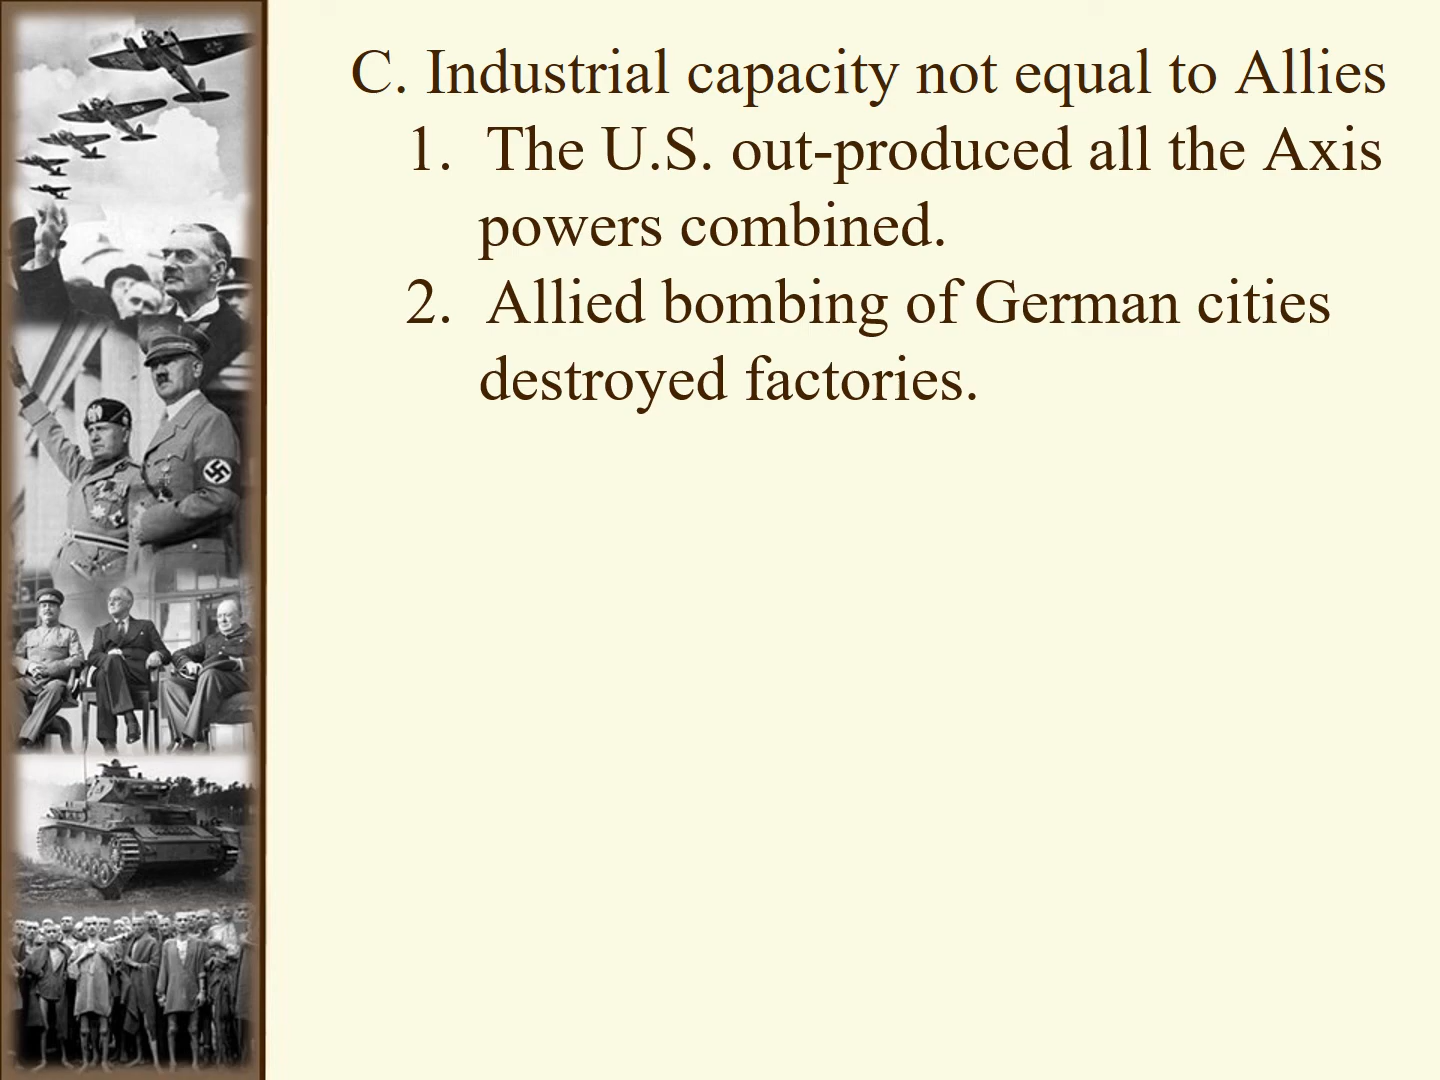 C. Industrial capacity not equal to Allies
1. The U.S. out-produced all the Axis
powers combined.
2. Allied bombing of German cities
destroyed factories.